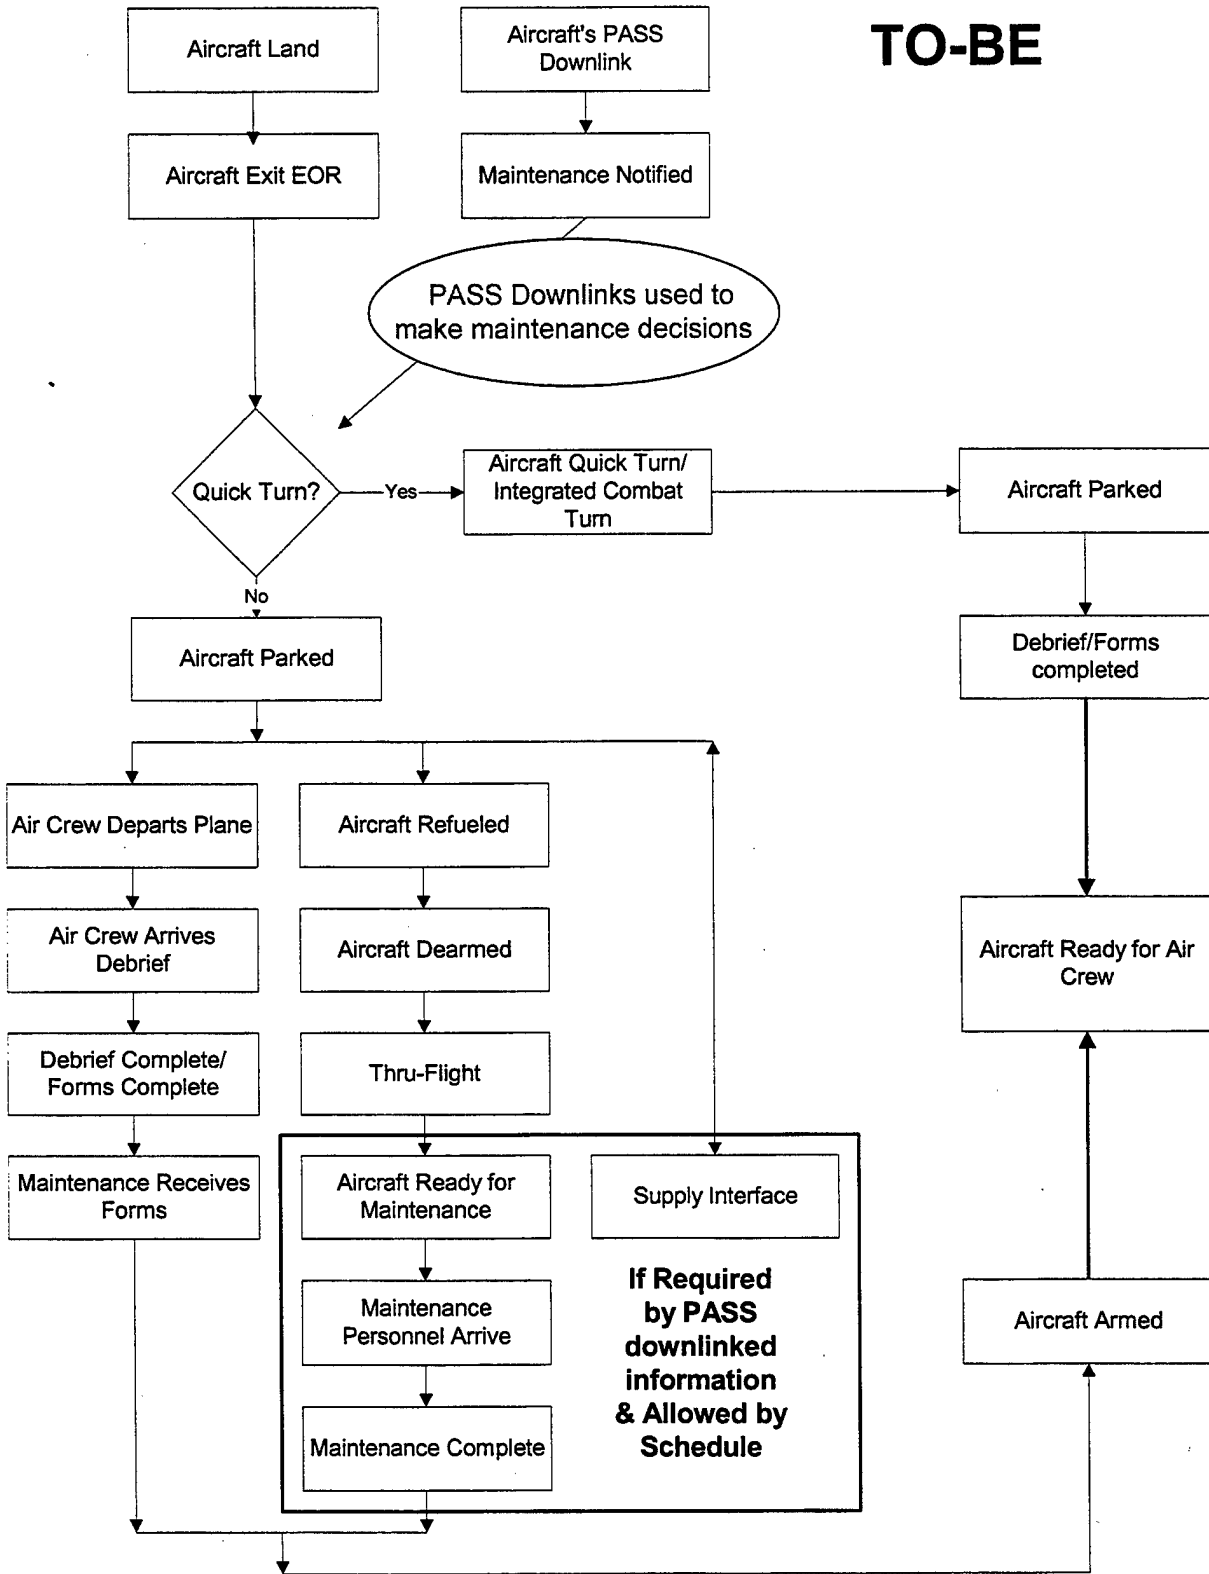 TO-BE
Aircraft Land
Aircraft's PASS
Downlink
Aircraft Exit EOR
Maintenance Notified
PASS Downlinks used to
make maintenance decisions
Quick Turn?
Yes
Aircraft Quick Turn/
Integrated Combat
Turn
Aircraft Parked
No
Aircraft Parked
Debrief/Forms
completed
Air Crew Departs Plane
Aircraft Refueled
Air Crew Arrives
Debrief
Aircraft Dearmed
Aircraft Ready for Air
Crew
Debrief Complete/
Forms Complete
Thru-Flight
Maintenance Receives
Forms
Aircraft Ready for
Maintenance
Supply Interface
Maintenance
Personnel Arrive
If Required
by PASS
downlinked
information
& Allowed by
Schedule
Aircraft Armed
Maintenance Complete